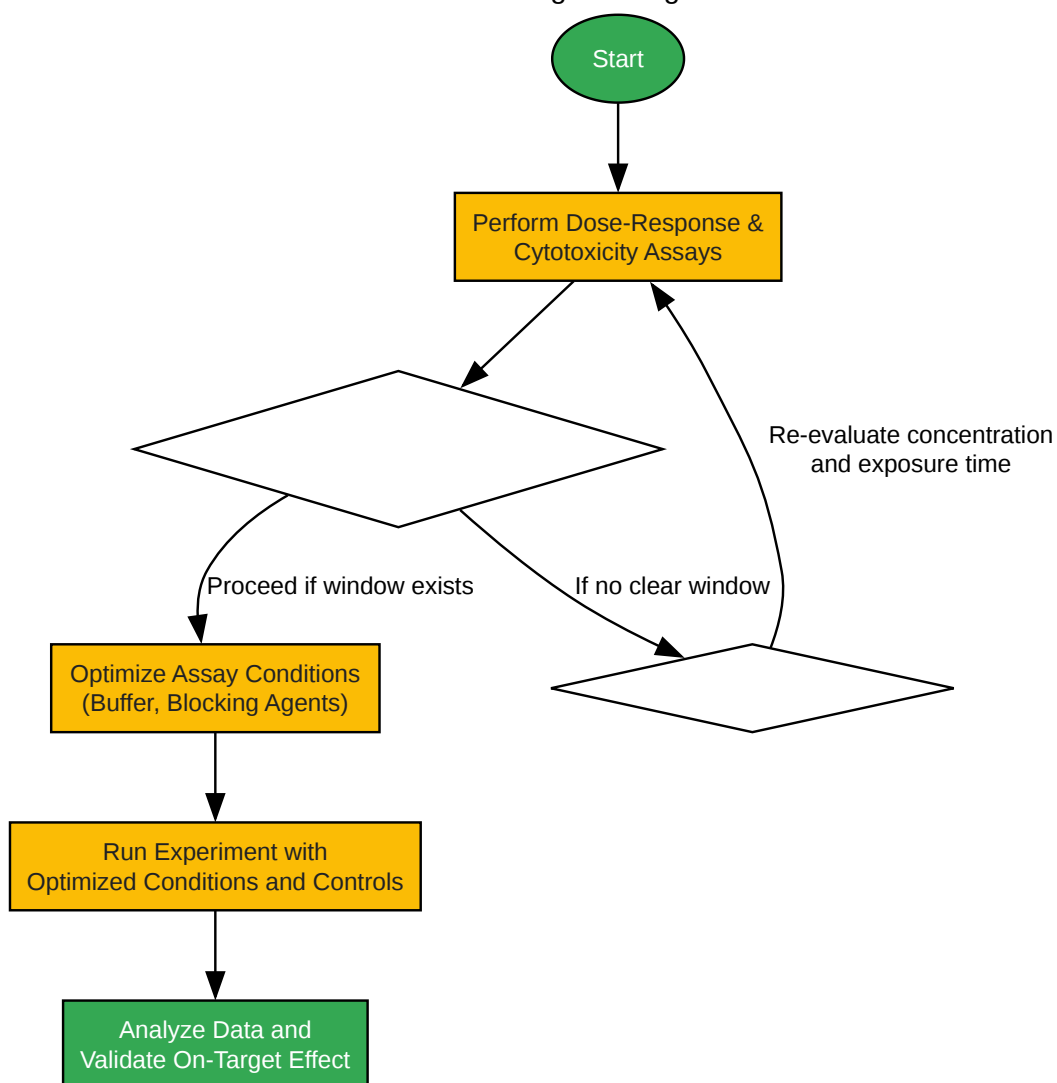 Start
Perform Dose-Response &
Cytotoxicity Assays
Re-evaluate concentration
and exposure time
Proceed if window exists
If no clear window
Optimize Assay Conditions
(Buffer, Blocking Agents)
Run Experiment with
Optimized Conditions and Controls
Analyze Data and
Validate On-Target Effect